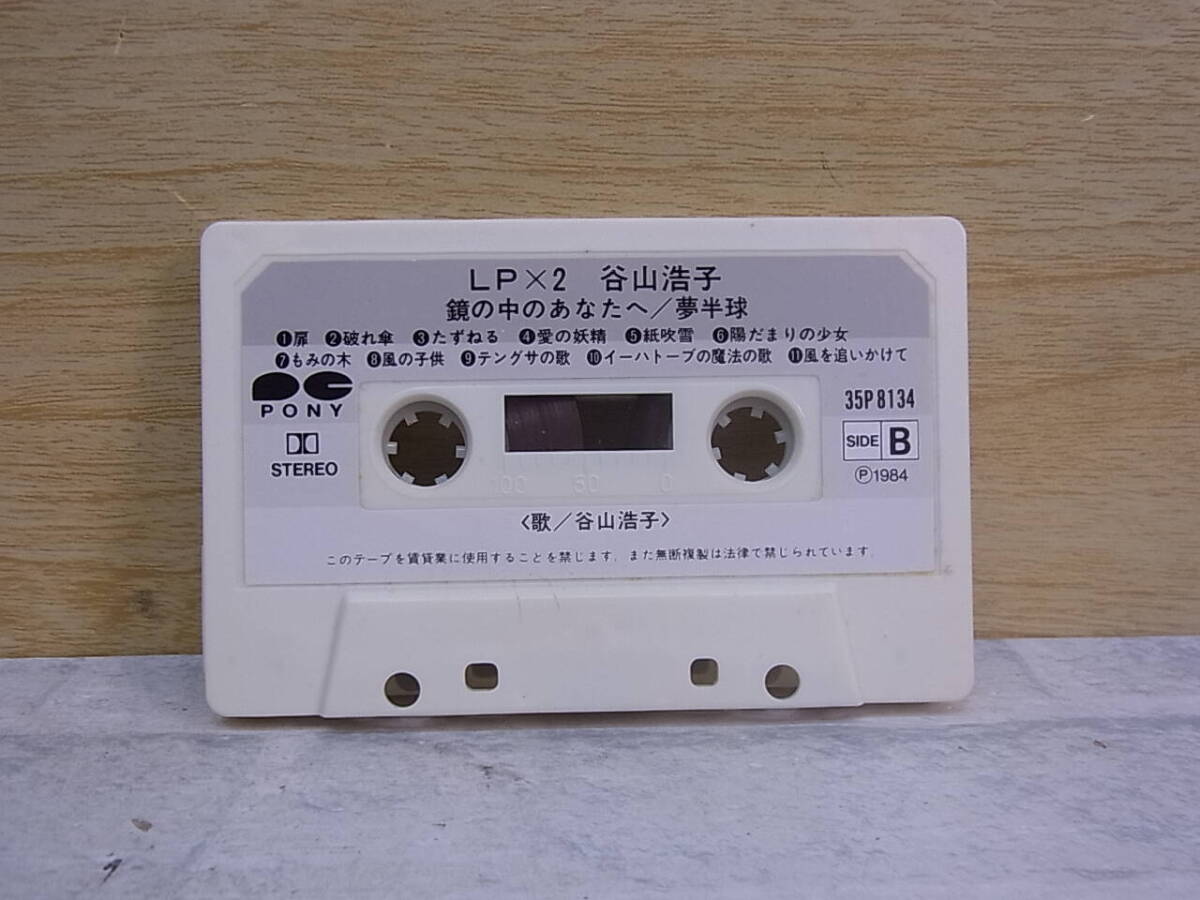 LP×2 谷山浩子
鏡の中のあなたへ／夢半球
❶扉 ❷破れ傘 ❸たずねる ❹愛の妖精 ❺紙吹雪 ❻陽だまりの少女
❼もみの木 ❽風の子供 ❾テングサの歌 ❿イーハトーブの魔法の歌 ⓫風を追いかけて
PONY
35P8134
SIDE B
STEREO
Ⓟ1984
100 50 0
〈歌／谷山浩子〉
このテープを賃貸業に使用することを禁じます。また無断複製は法律で禁じられています。